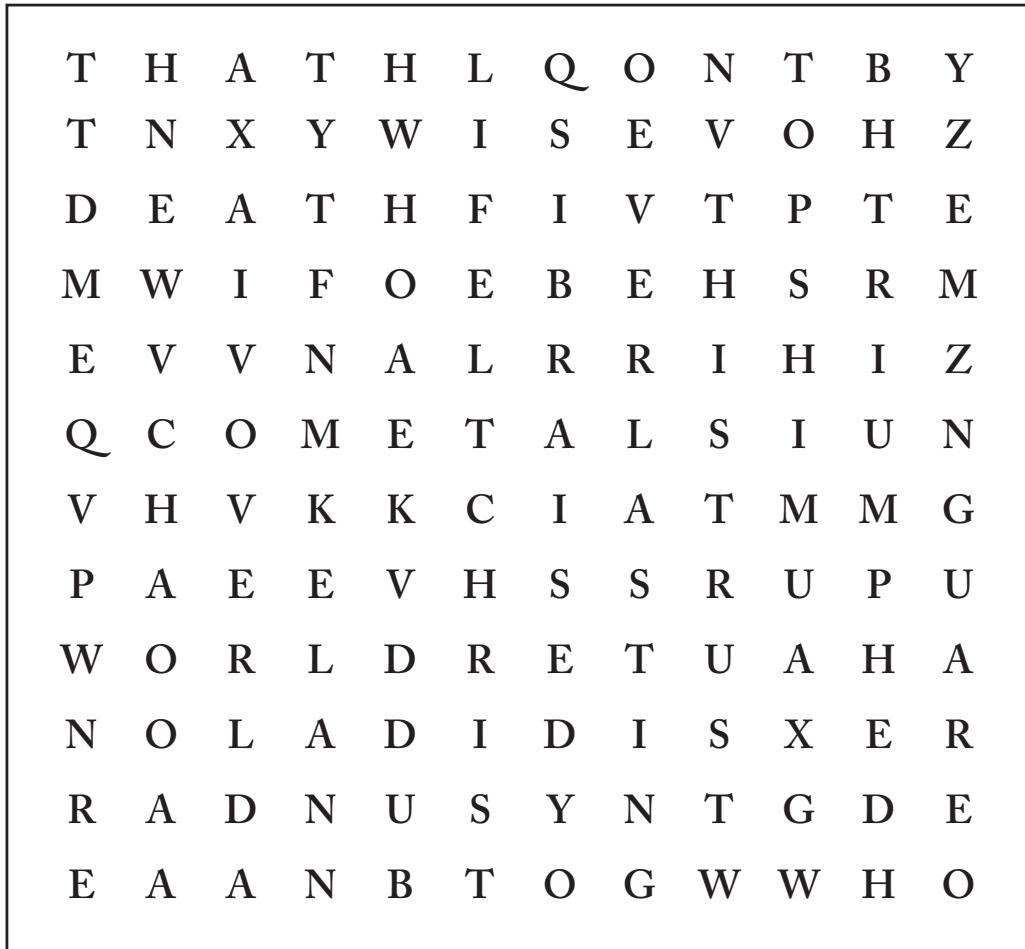 T H A T H L Q O N T B Y
T N X Y W I S E V O H Z
D E A T H F I V T P T E
M W I F O E B E H S R M
E V V N A L R R I H I Z
Q C O M E T A L S I U N
V H V K K C I A T M M G
P A E E V H S S R U P U
W O R L D R E T U A H A
N O L A D I D I S X E R
R A D N U S Y N T G D E
E A A N B T O G W W H O